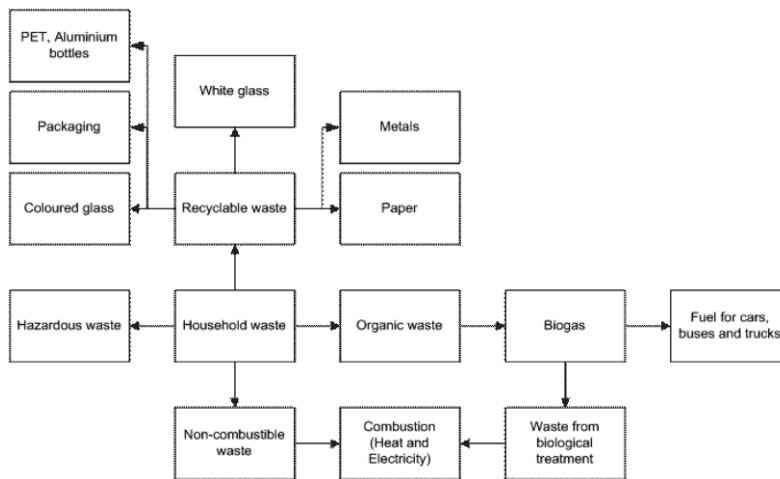 PET, Aluminium
bottles
White glass
Packaging
Metals
Coloured glass
Recyclable waste
Paper
Hazardous waste
Household waste
Organic waste
Biogas
Fuel for cars,
buses and trucks
Non-combustible
waste
Combustion
(Heat and
Electricity)
Waste from
biological
treatment